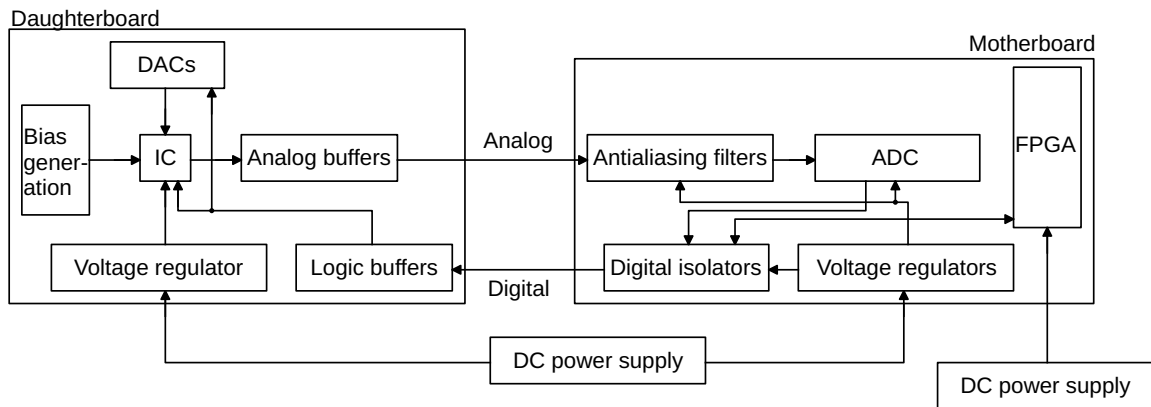 Daughterboard
Motherboard
DACs
Bias
gener-
ation
IC
Analog buffers
Analog
Antialiasing filters
ADC
FPGA
Voltage regulator
Logic buffers
Digital
Digital isolators
Voltage regulators
DC power supply
DC power supply